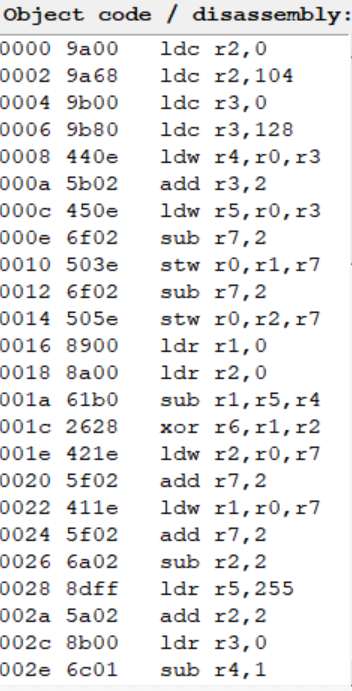 Object code / disassembly:
0000 9a00 ldc r2,0
0002 9a68 ldc r2,104
0004 9b00 ldc r3,0
0006 9b80 ldc r3,128
0008 440e ldw r4,r0,r3
000a 5b02 add r3,2
000c 450e ldw r5,r0,r3
000e 6f02 sub r7,2
0010 503e stw r0,r1,r7
0012 6f02 sub r7,2
0014 505e stw r0,r2,r7
0016 8900 ldr r1,0
0018 8a00 ldr r2,0
001a 61b0 sub r1,r5,r4
001c 2628 xor r6,r1,r2
001e 421e ldw r2,r0,r7
0020 5f02 add r7,2
0022 411e ldw r1,r0,r7
0024 5f02 add r7,2
0026 6a02 sub r2,2
0028 8dff ldr r5,255
002a 5a02 add r2,2
002c 8b00 ldr r3,0
002e 6c01 sub r4,1